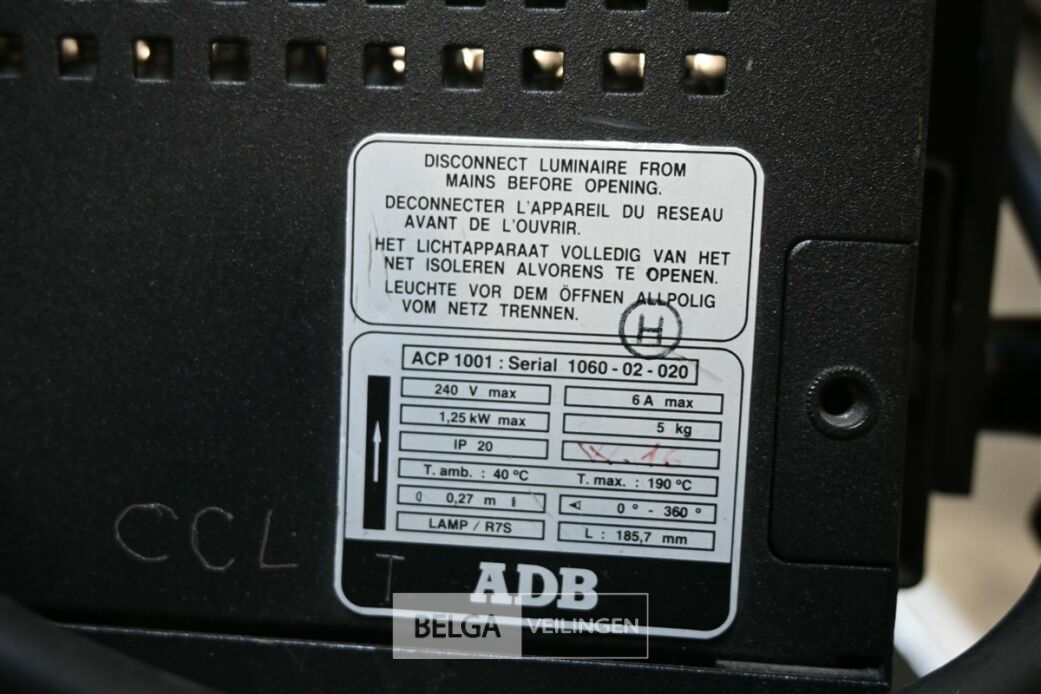 DISCONNECT LUMINAIRE FROM
MAINS BEFORE OPENING.
DECONNECTER L'APPAREIL DU RESEAU
AVANT DE L'OUVRIR.
HET LICHTAPPARAAT VOLLEDIG VAN HET
NET ISOLEREN ALVORENS TE OPENEN.
LEUCHTE VOR DEM ÖFFNEN ALLPOLIG
VOM NETZ TRENNEN.
H
ACP 1001 : Serial 1060 - 02 - 020
240 V max
6 A max
1,25 kW max
5 kg
IP 20
T. amb. : 40 ºC
T. max. : 190 ºC
0,27 m
0 º - 360 º
LAMP / R7S
L : 185,7 mm
CCL
T
ADB
BELGA VEILINGEN